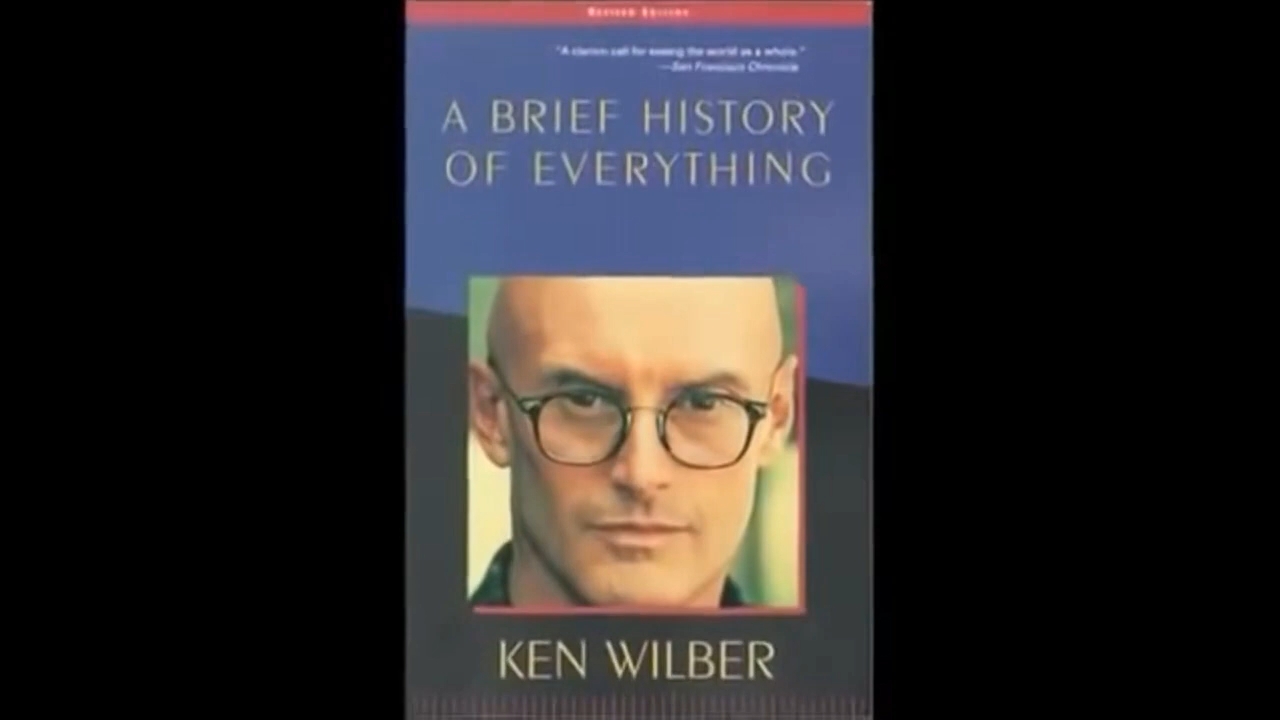 REVISED EDITION
"A clarion call for seeing the world as a whole."
—San Francisco Chronicle
A BRIEF HISTORY
OF EVERYTHING
KEN WILBER